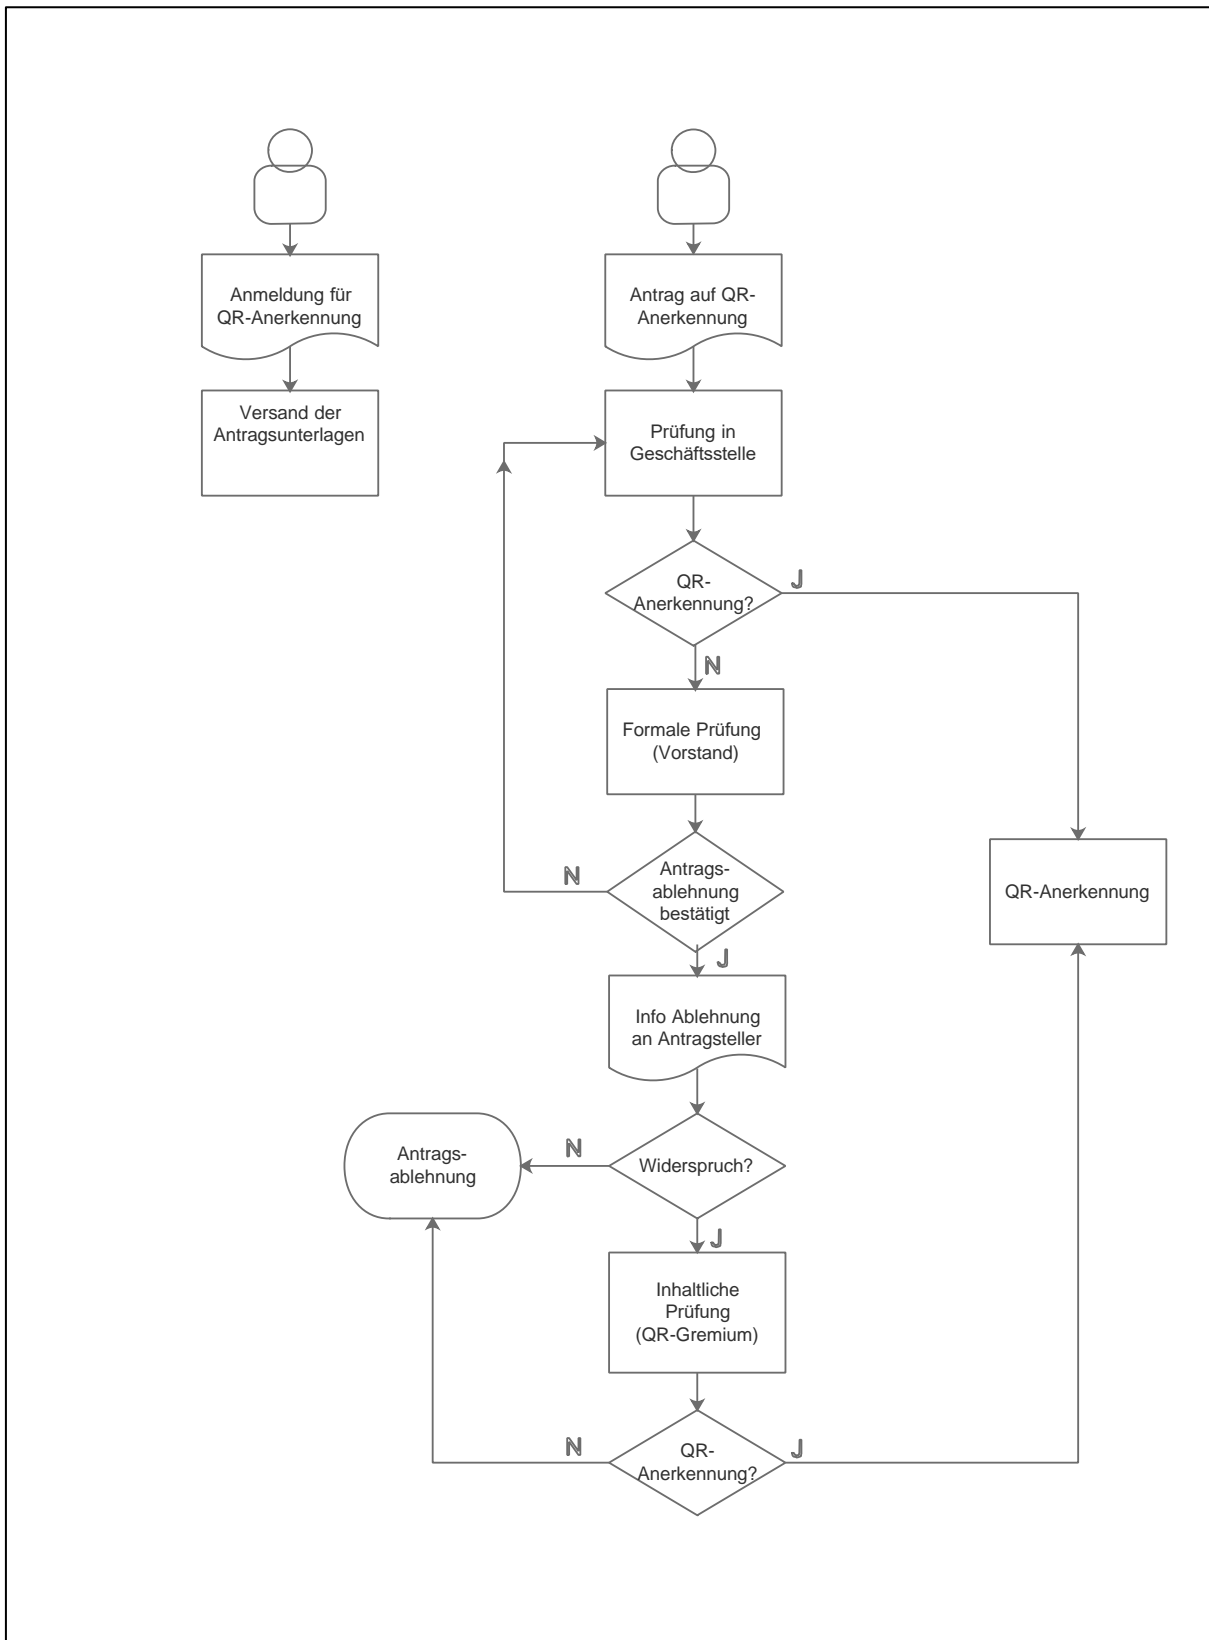 Anmeldung für
QR-Anerkennung
Versand der
Antragsunterlagen
Antrag auf QR-
Anerkennung
Prüfung in
Geschäftsstelle
QR-
Anerkennung?
J
N
Formale Prüfung
(Vorstand)
Antrags-
ablehnung
bestätigt
N
J
QR-Anerkennung
Info Ablehnung
an Antragsteller
Widerspruch?
N
J
Antrags-
ablehnung
Inhaltliche
Prüfung
(QR-Gremium)
QR-
Anerkennung?
N
J